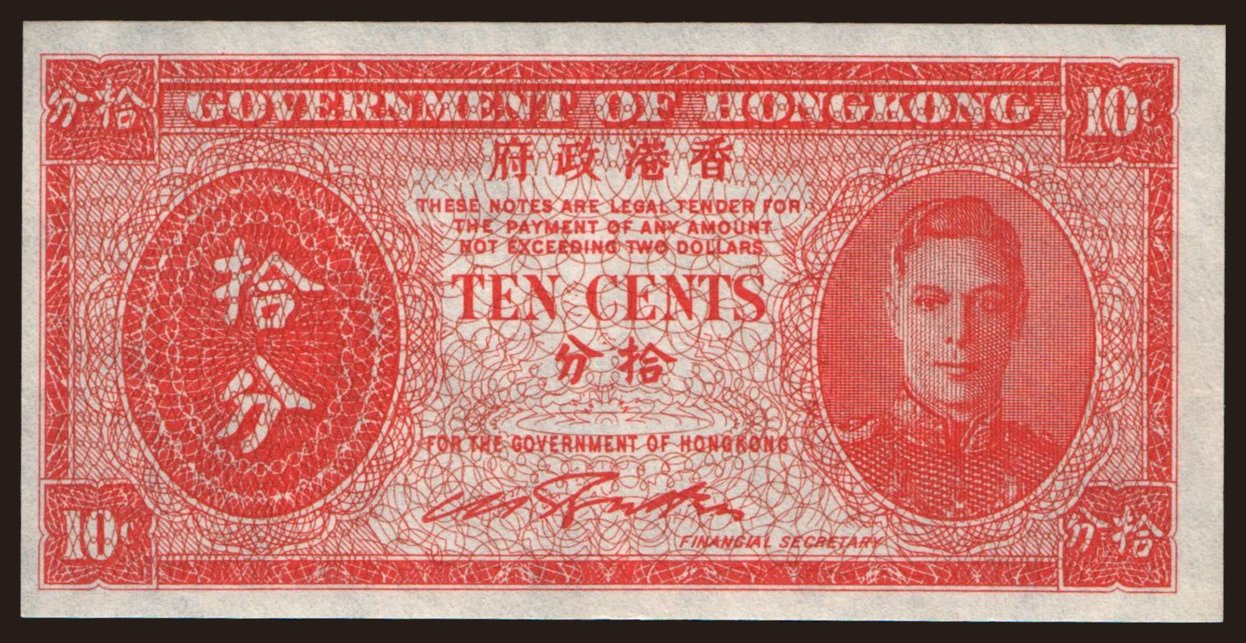 分拾
GOVERNMENT OF HONGKONG
10c
府政港香
THESE NOTES ARE LEGAL TENDER FOR
THE PAYMENT OF ANY AMOUNT
NOT EXCEEDING TWO DOLLARS
拾分
TEN CENTS
分拾
FOR THE GOVERNMENT OF HONGKONG
FINANCIAL SECRETARY
10c
分拾